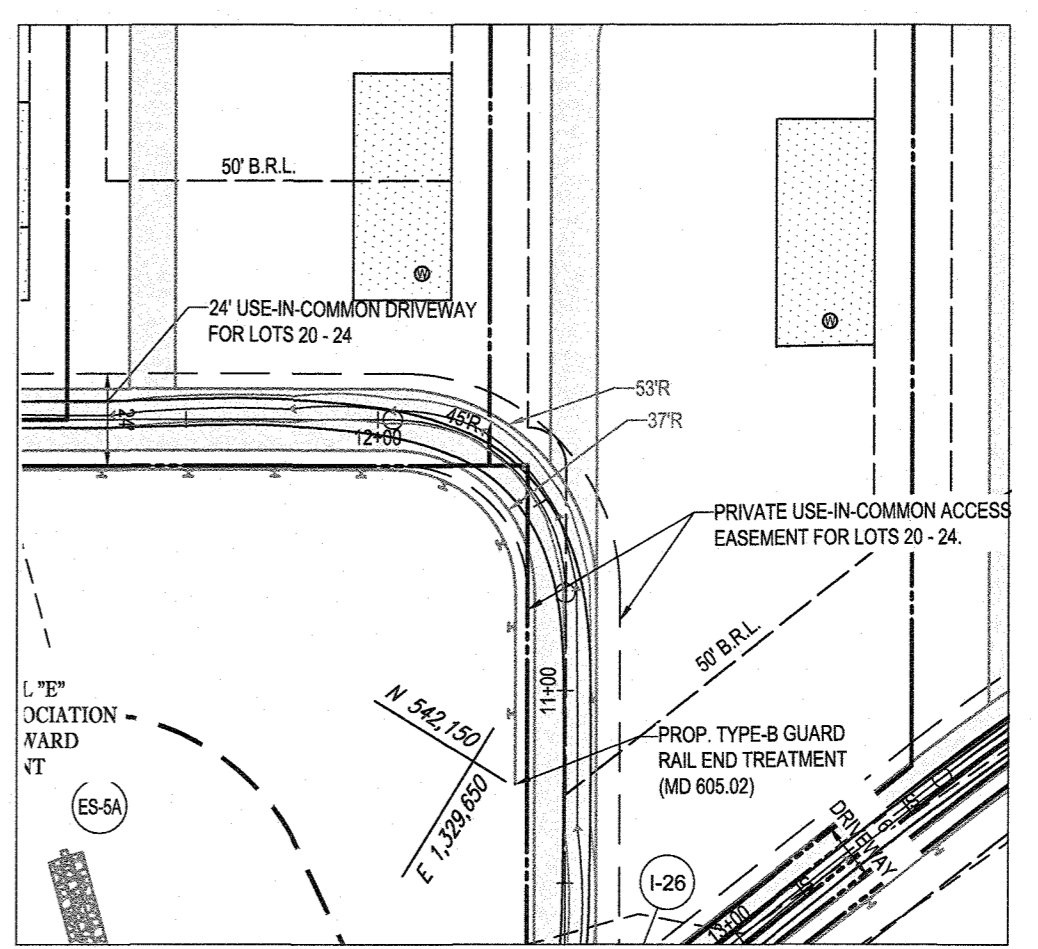 50' B.R.L.
W
W
24' USE-IN-COMMON DRIVEWAY
FOR LOTS 20 - 24
53'R
37'R
45'R
24'
12+00
PRIVATE USE-IN-COMMON ACCESS
EASEMENT FOR LOTS 20 - 24.
50' B.R.L.
11+00
N 542,150
E 1,329,650
L "E"
OCIATION
WARD
NT
PROP. TYPE-B GUARD
RAIL END TREATMENT
(MD 605.02)
ES-5A
DRIVEWAY
I-26
13+00